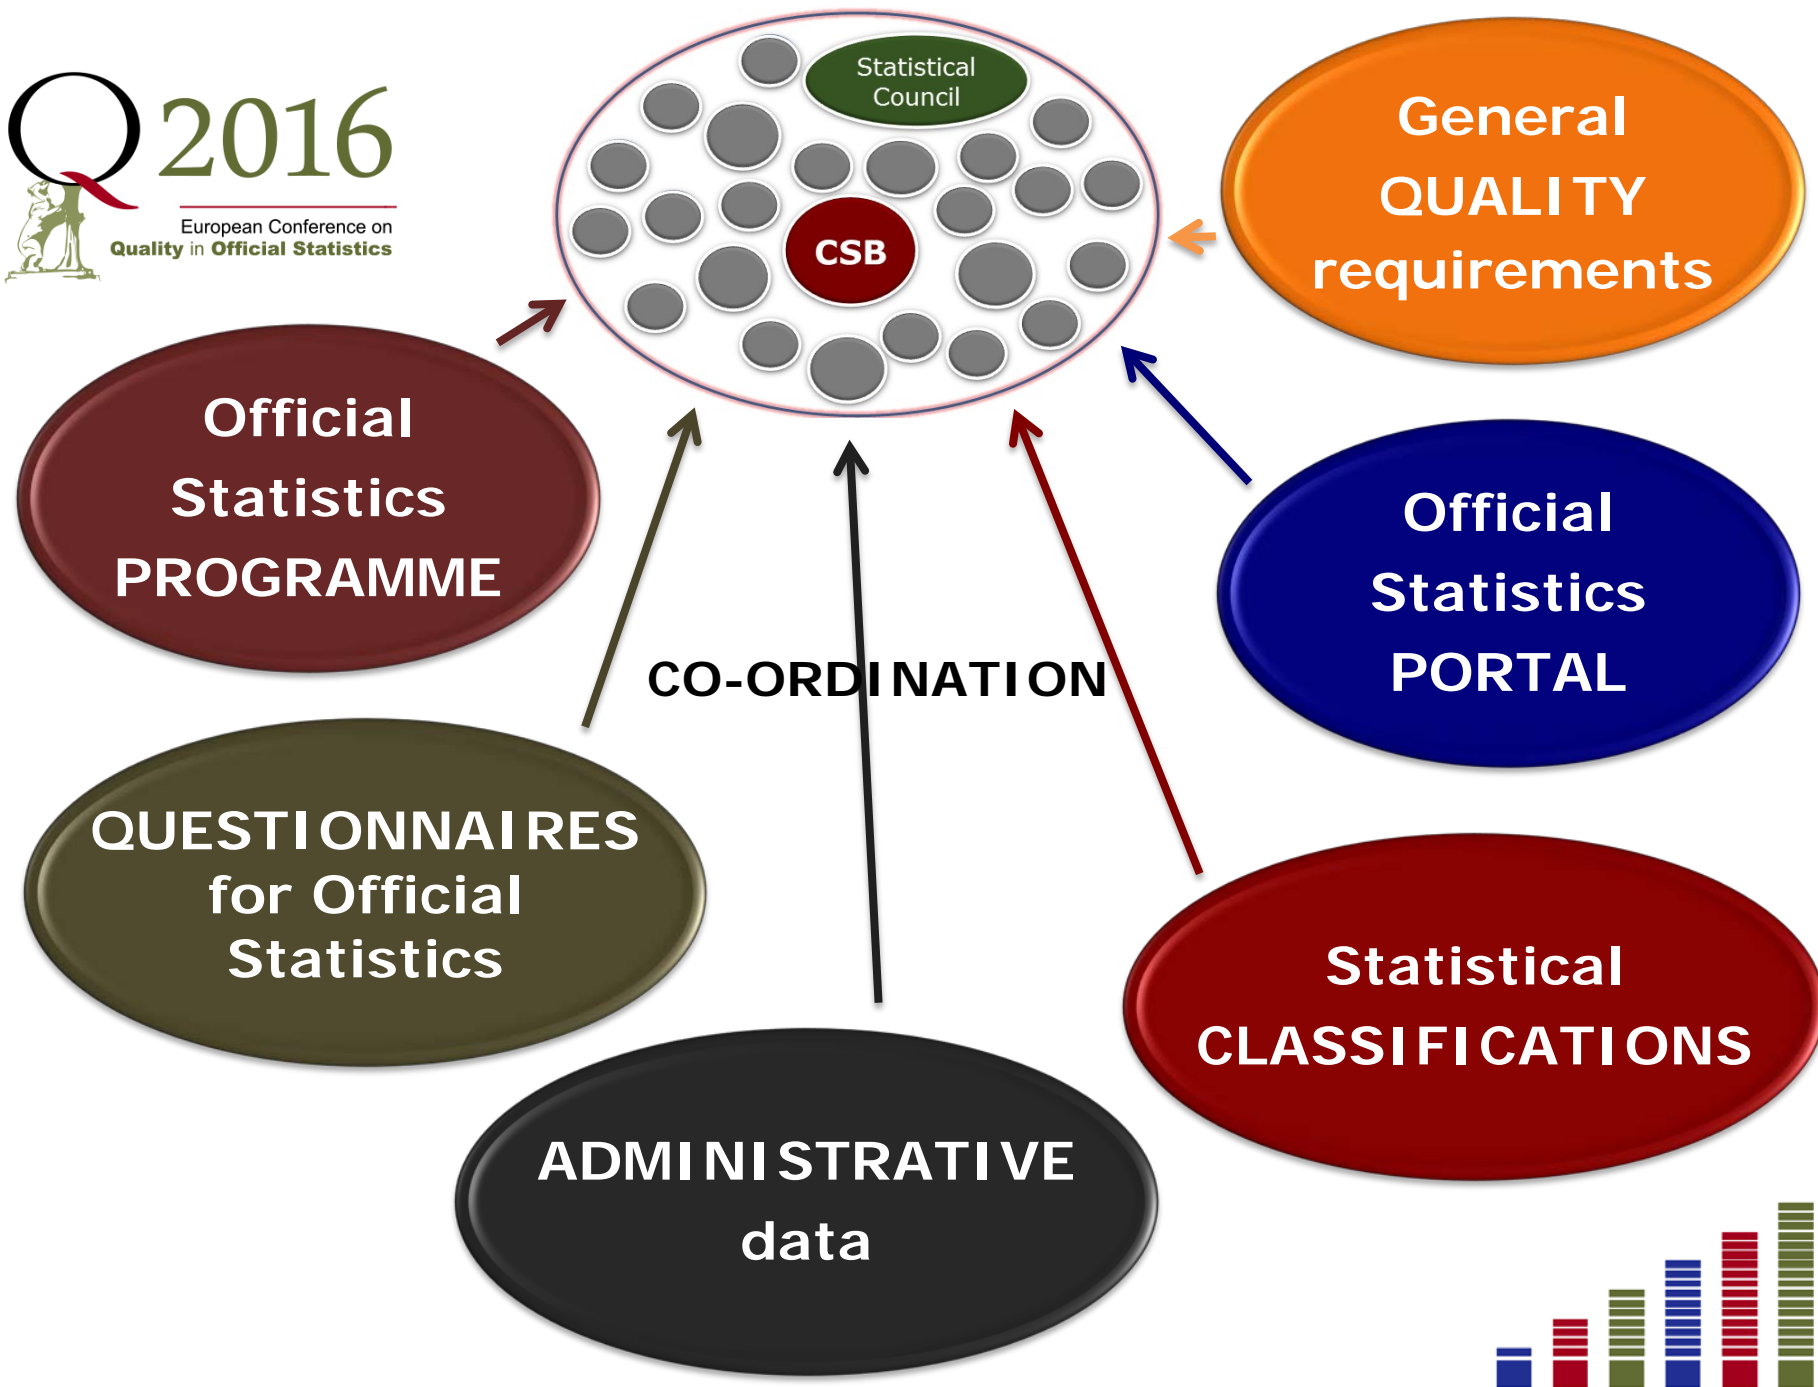 Q2016
European Conference on
Quality in Official Statistics
Statistical
Council
CSB
General
QUALITY
requirements
Official
Statistics
PROGRAMME
Official
Statistics
PORTAL
CO-ORDINATION
QUESTIONNAIRES
for Official
Statistics
Statistical
CLASSIFICATIONS
ADMINISTRATIVE
data